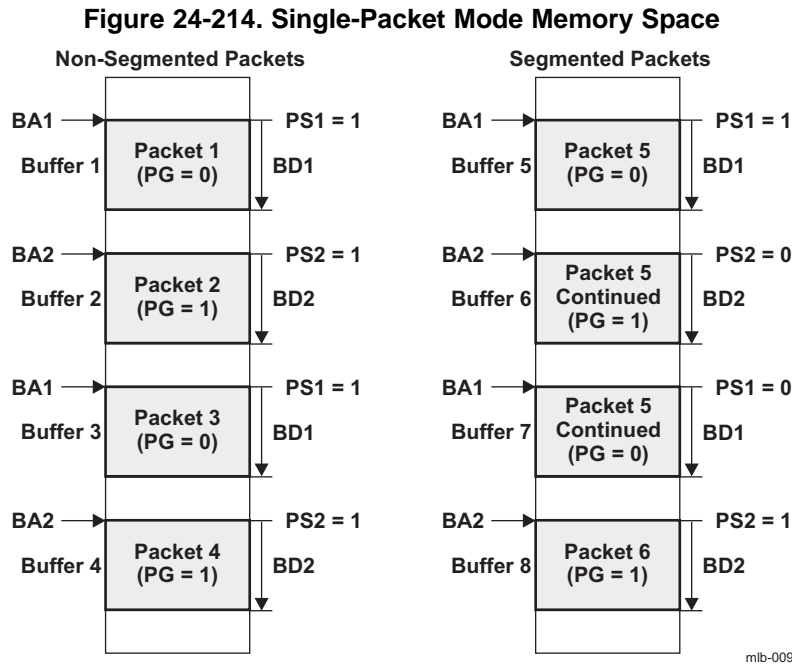 Figure 24-214. Single-Packet Mode Memory Space
Non-Segmented Packets
BA1
PS1 = 1
Buffer 1
Packet 1
(PG = 0)
BD1
BA2
PS2 = 1
Buffer 2
Packet 2
(PG = 1)
BD2
BA1
PS1 = 1
Buffer 3
Packet 3
(PG = 0)
BD1
BA2
PS2 = 1
Buffer 4
Packet 4
(PG = 1)
BD2
Segmented Packets
BA1
PS1 = 1
Buffer 5
Packet 5
(PG = 0)
BD1
BA2
PS2 = 0
Buffer 6
Packet 5
Continued
(PG = 1)
BD2
BA1
PS1 = 0
Buffer 7
Packet 5
Continued
(PG = 0)
BD1
BA2
PS2 = 1
Buffer 8
Packet 6
(PG = 1)
BD2
mlb-009